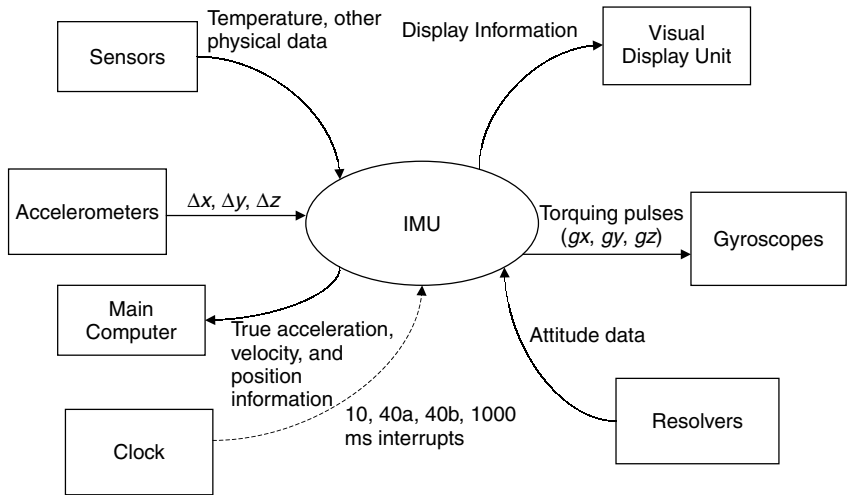 Temperature, other
physical data
Sensors
Display Information
Visual
Display Unit
Accelerometers
Δx, Δy, Δz
IMU
Torquing pulses
(gx, gy, gz)
Gyroscopes
Main
Computer
True acceleration,
velocity, and
position
information
Attitude data
Clock
10, 40a, 40b, 1000
ms interrupts
Resolvers